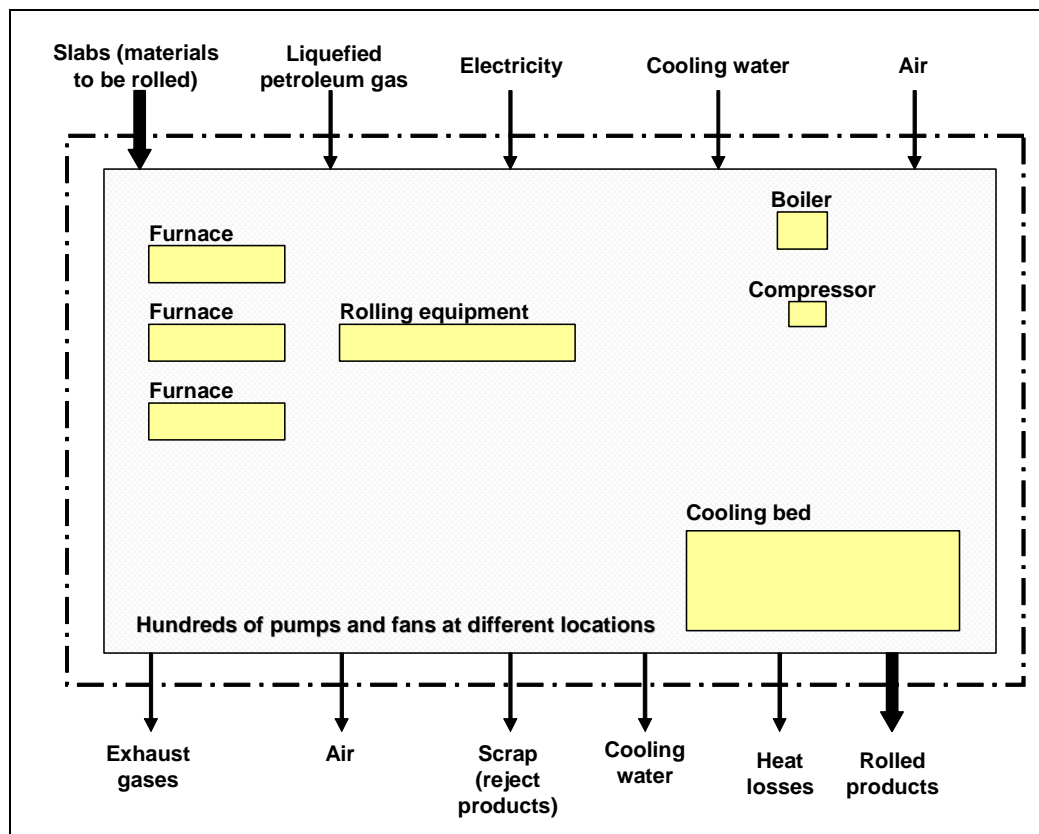 Slabs (materials
to be rolled)
Liquefied
petroleum gas
Electricity
Cooling water
Air
Boiler
Furnace
Compressor
Furnace
Rolling equipment
Furnace
Cooling bed
Hundreds of pumps and fans at different locations
Exhaust
gases
Air
Scrap
(reject
products)
Cooling
water
Heat
losses
Rolled
products